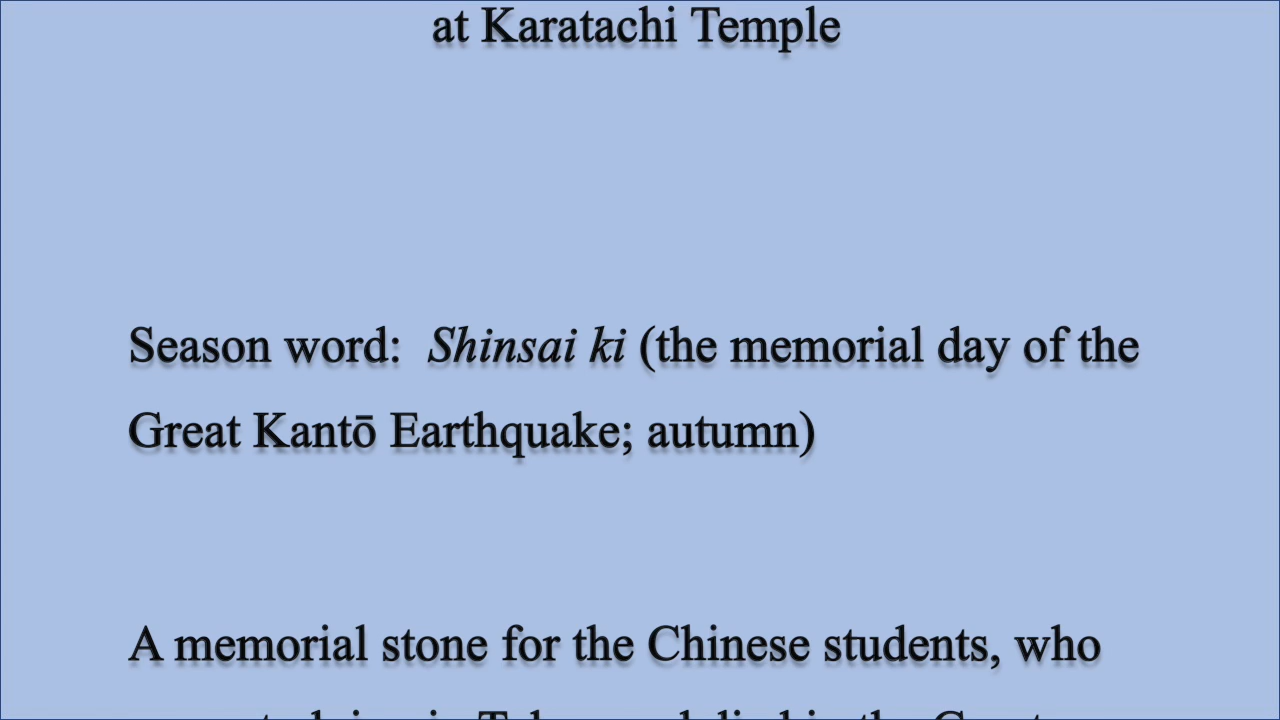 at Karatachi Temple
Season word: Shinsai ki (the memorial day of the
Great Kantō Earthquake; autumn)
A memorial stone for the Chinese students, who